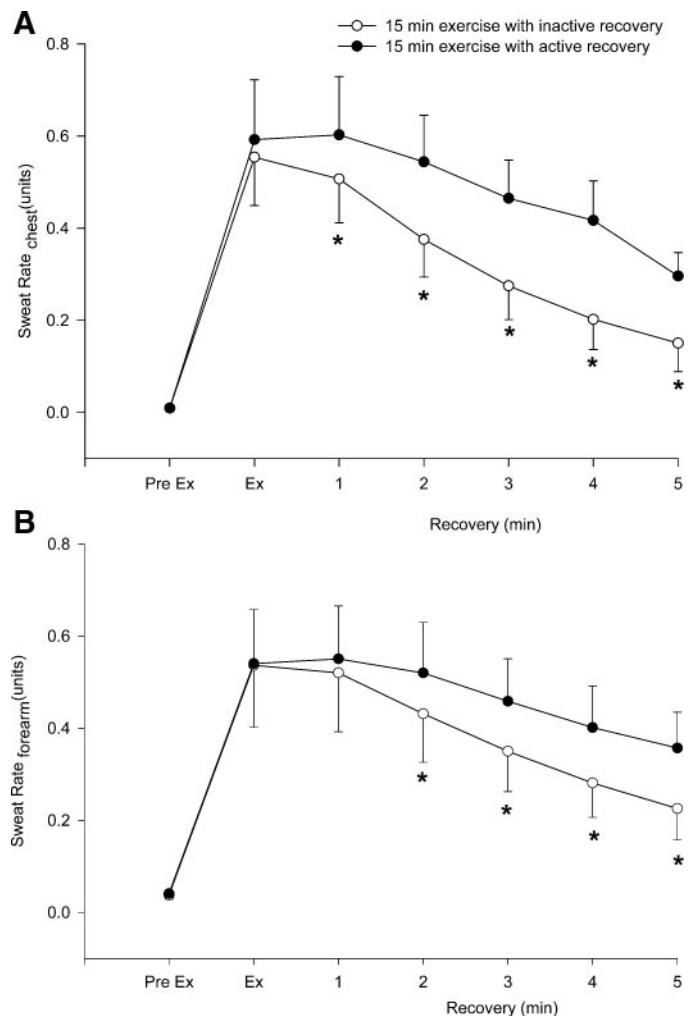 A
15 min exercise with inactive recovery
15 min exercise with active recovery
0.8
0.6
0.4
0.2
0.0
Sweat Rate chest(units)
*
*
*
*
*
Pre Ex Ex 1 2 3 4 5
Recovery (min)
B
0.8
0.6
0.4
0.2
0.0
Sweat Rate forearm(units)
*
*
*
*
Pre Ex Ex 1 2 3 4 5
Recovery (min)